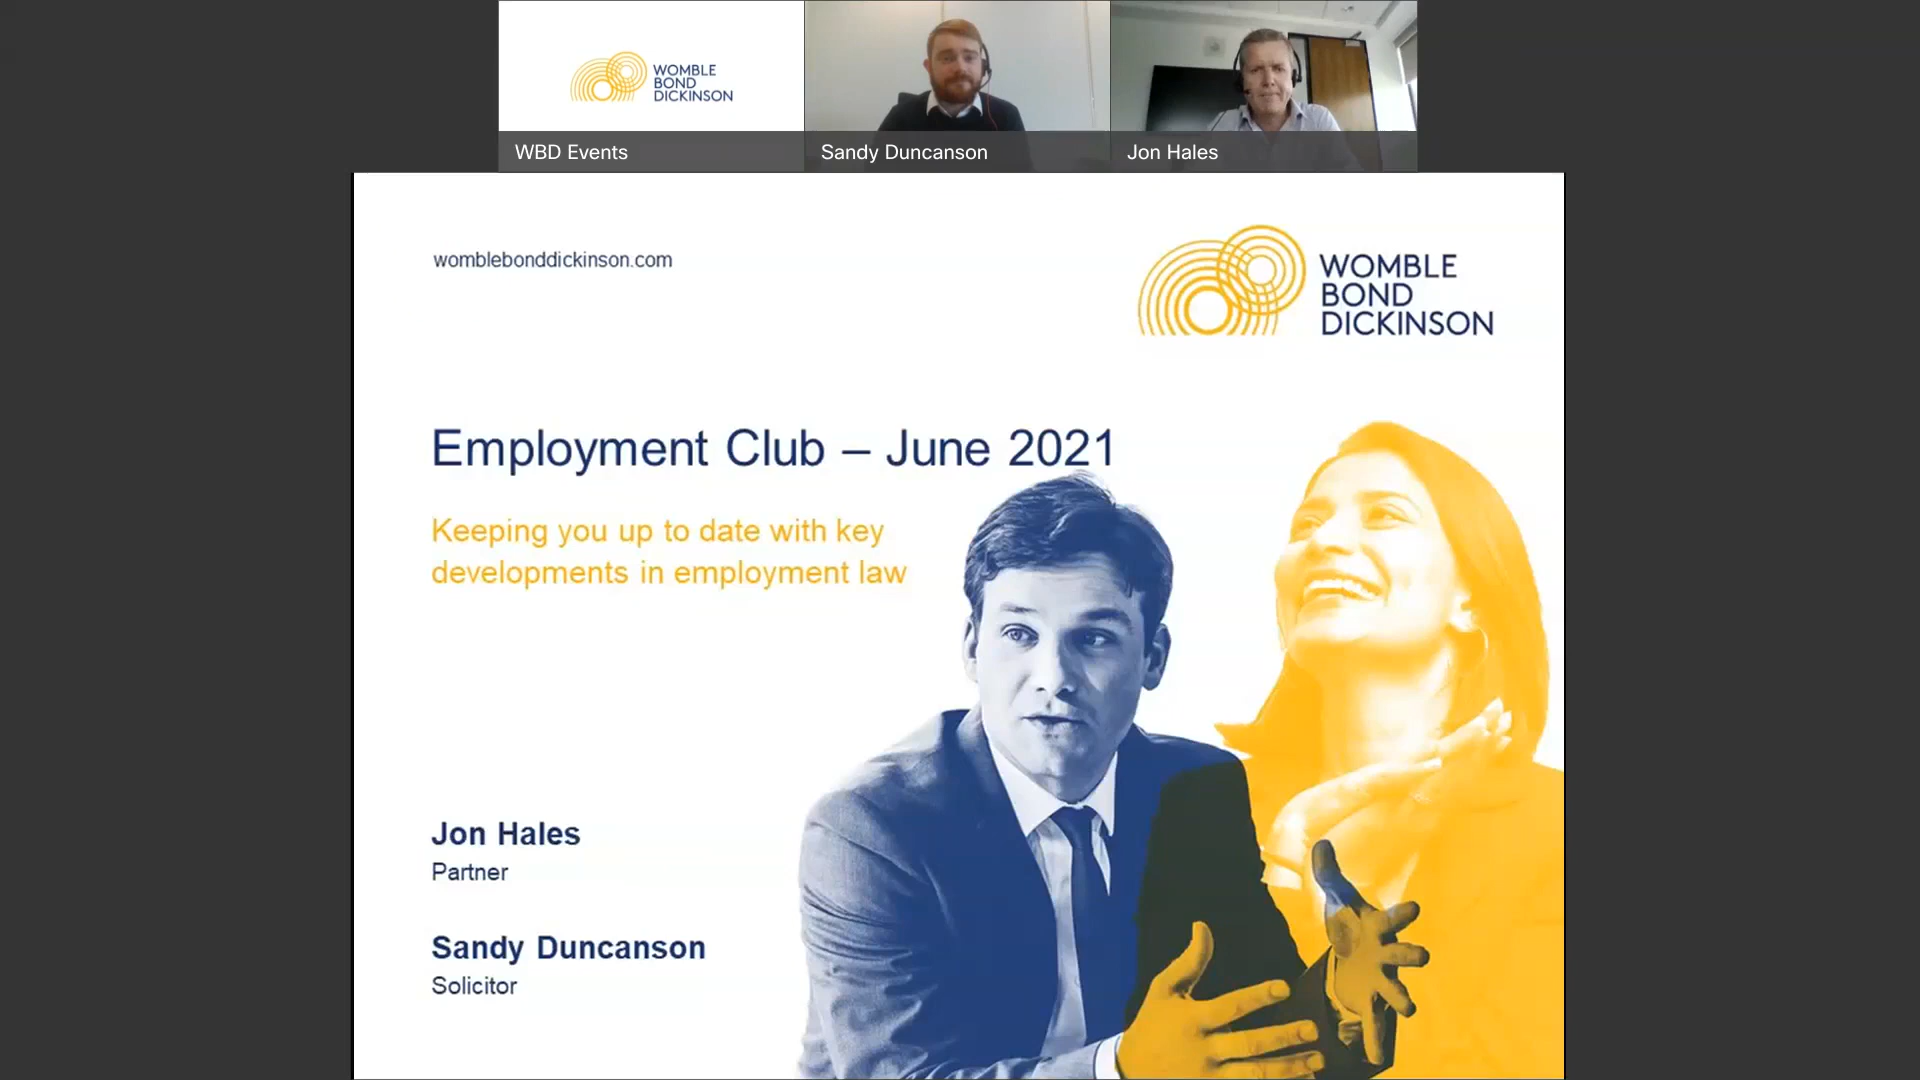 WOMBLE
BOND
DICKINSON
WBD Events
Sandy Duncanson
Jon Hales
womblebonddickinson.com
WOMBLE
BOND
DICKINSON
Employment Club – June 2021
Keeping you up to date with key
developments in employment law
Jon Hales
Partner
Sandy Duncanson
Solicitor